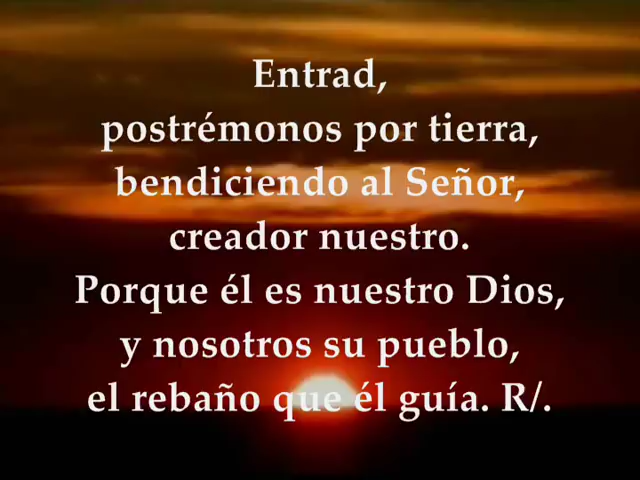 Entrad,
postrémonos por tierra,
bendiciendo al Señor,
creador nuestro.
Porque él es nuestro Dios,
y nosotros su pueblo,
el rebaño que él guía. R/.